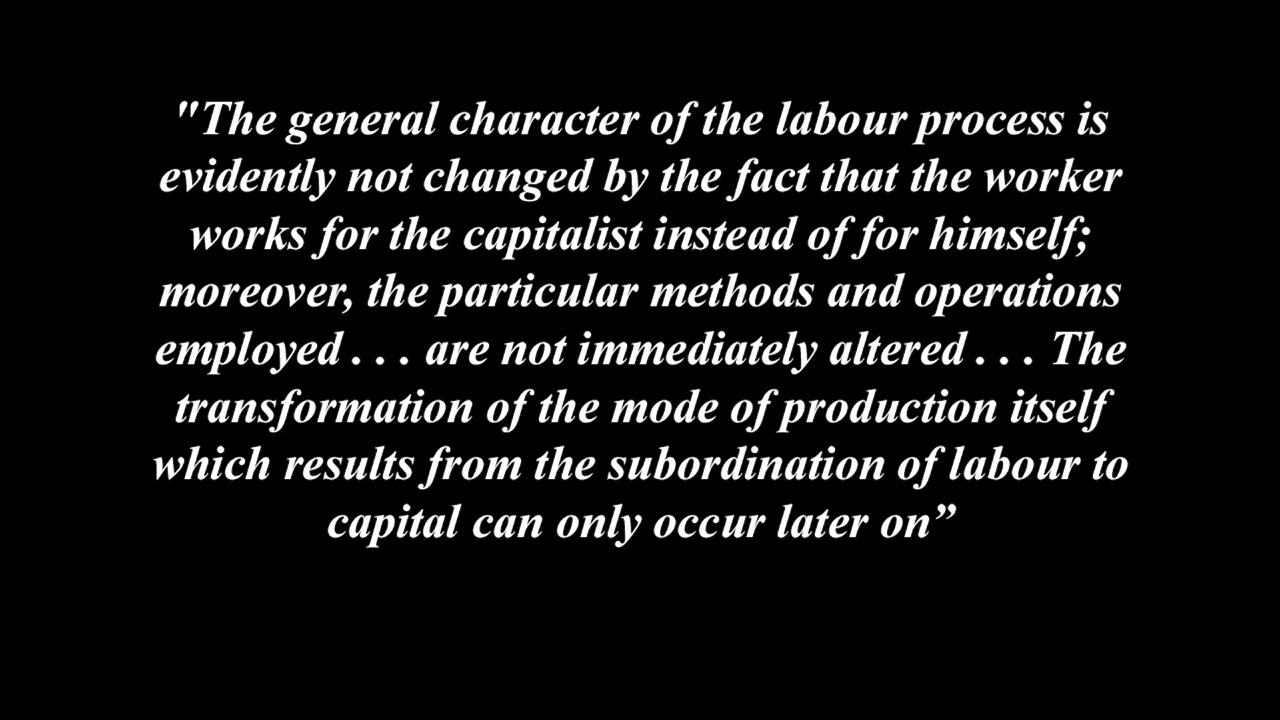 "The general character of the labour process is
evidently not changed by the fact that the worker
works for the capitalist instead of for himself;
moreover, the particular methods and operations
employed . . . are not immediately altered . . . The
transformation of the mode of production itself
which results from the subordination of labour to
capital can only occur later on”